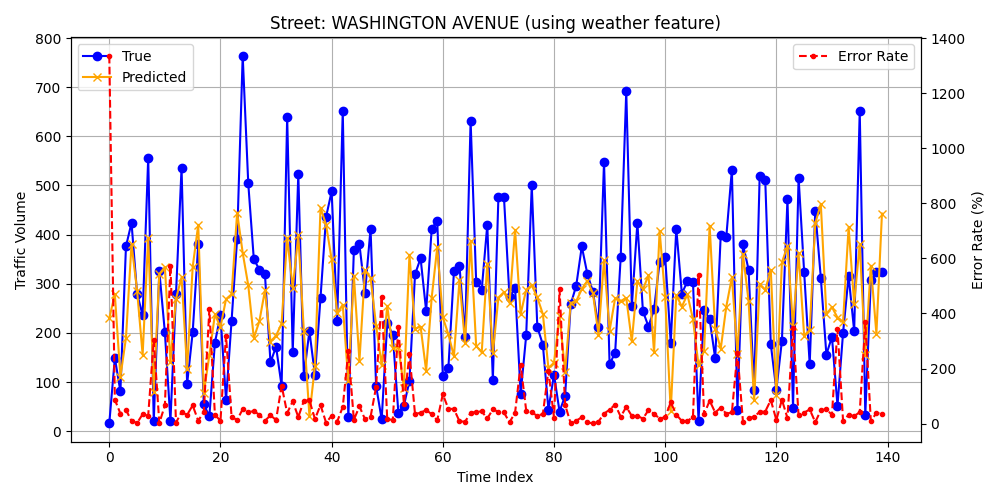 Street: WASHINGTON AVENUE (using weather feature)
True
Predicted
Error Rate
800
700
600
500
400
300
200
100
0
1400
1200
1000
800
600
400
200
0
0 20 40 60 80 100 120 140
Traffic Volume
Error Rate (%)
Time Index